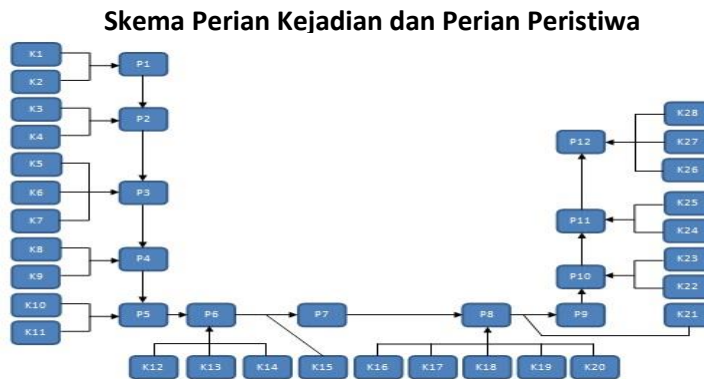 Skema Perian Kejadian dan Perian Peristiwa
K1
K2
P1
K3
K4
P2
K5
K6
K7
P3
K8
K9
P4
K10
K11
P5
P6
P7
P8
P9
K12
K13
K14
K15
K16
K17
K18
K19
K20
K21
K22
K23
P10
K24
K25
P11
K26
K27
K28
P12